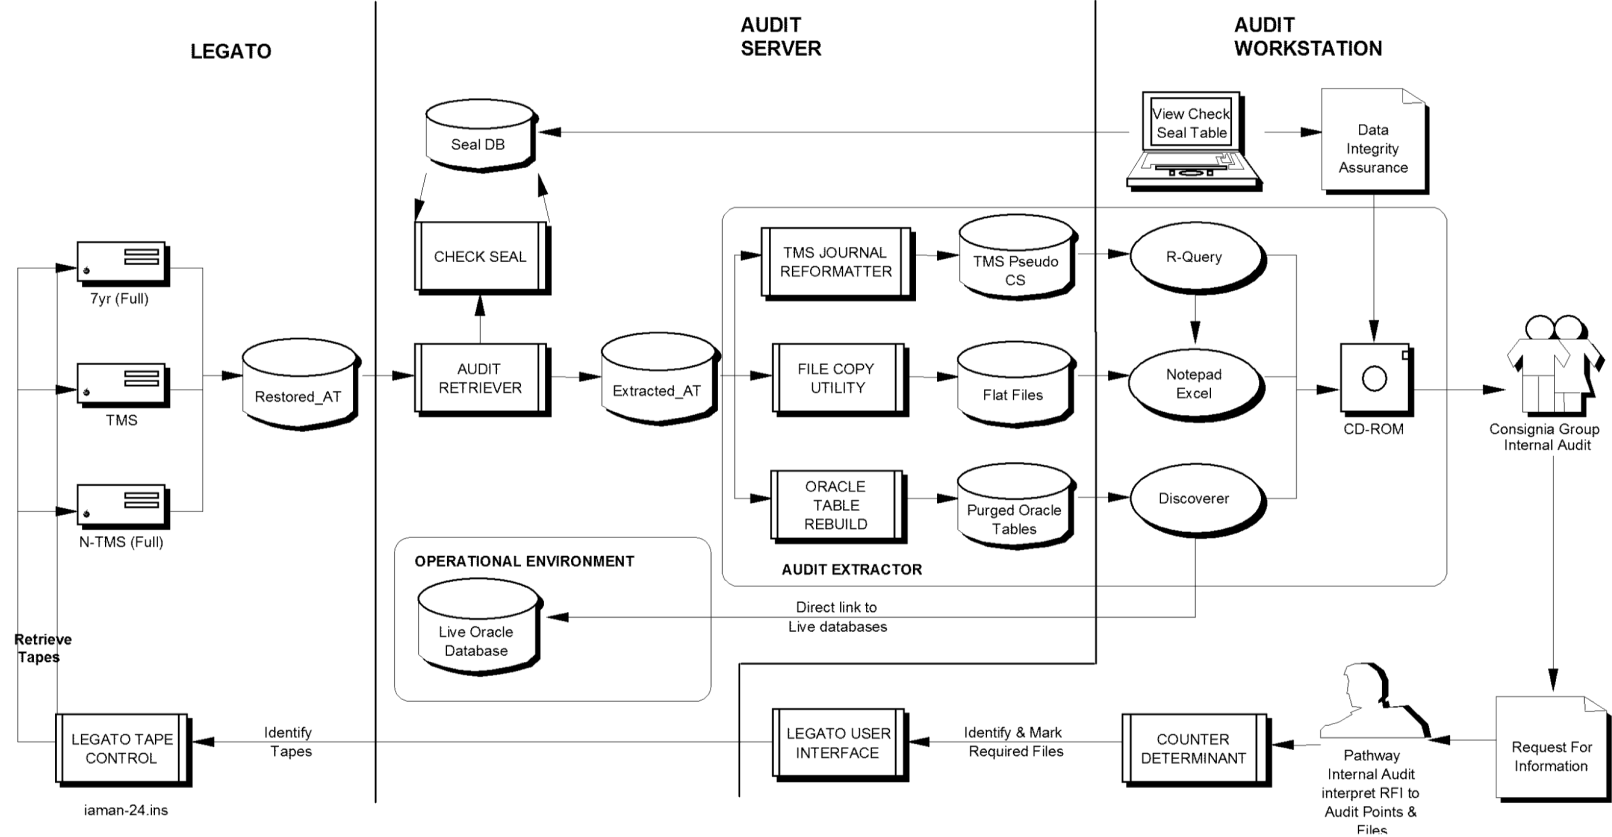 LEGATO
AUDIT
SERVER
AUDIT
WORKSTATION
Seal DB
View Check
Seal Table
Data
Integrity
Assurance
CHECK SEAL
TMS JOURNAL
REFORMATTER
TMS Pseudo
CS
R-Query
7yr (Full)
TMS
N-TMS (Full)
Restored_AT
AUDIT
RETRIEVER
Extracted_AT
FILE COPY
UTILITY
Flat Files
Notepad
Excel
CD-ROM
Consignia Group
Internal Audit
ORACLE
TABLE
REBUILD
Purged Oracle
Tables
Discoverer
AUDIT EXTRACTOR
OPERATIONAL ENVIRONMENT
Live Oracle
Database
Direct link to
Live databases
Retrieve
Tapes
LEGATO TAPE
CONTROL
Identify
Tapes
LEGATO USER
INTERFACE
Identify & Mark
Required Files
COUNTER
DETERMINANT
Pathway
Internal Audit
interpret RFI to
Audit Points &
Files
Request For
Information
iaman-24.ins